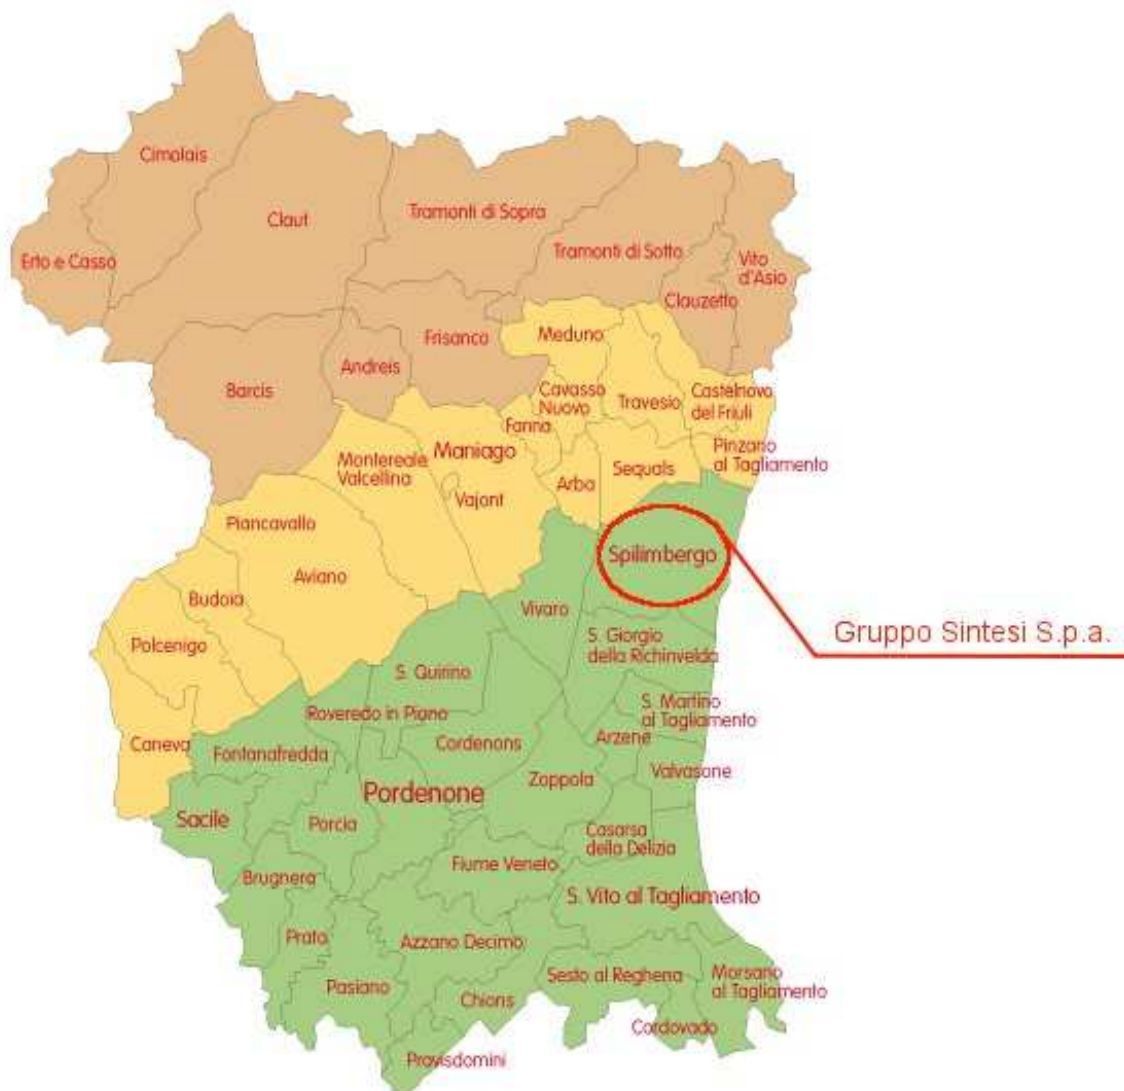 Cimolais
Claut
Tramonti di Sopra
Erto e Casso
Tramonti di Sotto
Vito
d'Asio
Clauzetto
Frisanco
Meduno
Andreis
Barcis
Cavasso
Nuovo
Travesio
Castelnovo
del Friuli
Fanna
Maniago
Montereale
Valcellina
Pinzano
al Tagliamento
Sequals
Arba
Vajont
Piancavallo
Aviano
Spilimbergo
Budoia
Vivaro
Polcenigo
S. Giorgio
della Richinvelda
Gruppo Sintesi S.p.a.
S. Quirino
S. Martino
al Tagliamento
Roveredo in Piano
Arzene
Caneva
Fontanafredda
Cordenons
Valvasone
Zoppola
Pordenone
Sacile
Porcia
Casarsa
della Delizia
Fiume Veneto
Brugnera
S. Vito al Tagliamento
Prata
Azzano Decimo
Sesto al Reghena
Morsano
al Tagliamento
Pasiano
Chions
Cordovado
Pravisdomini